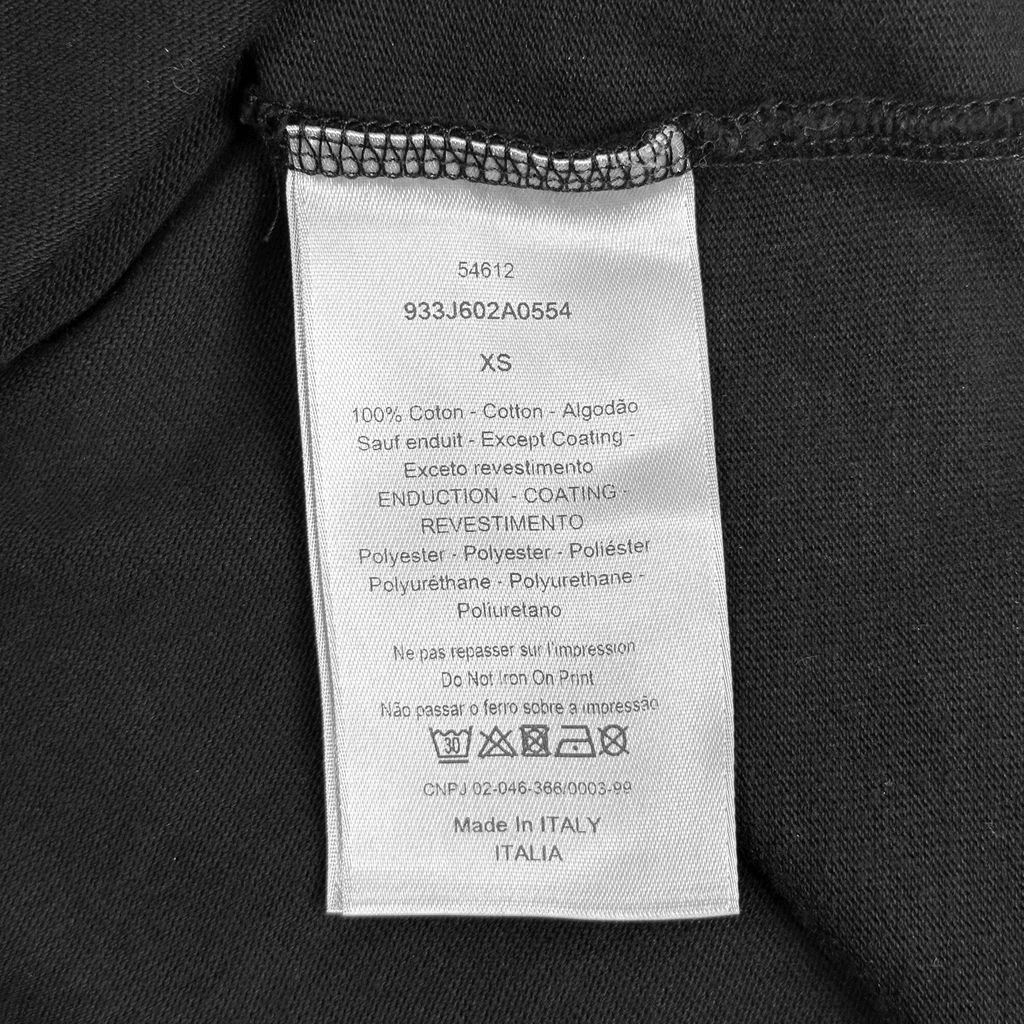 54612
933J602A0554
XS
100% Coton - Cotton - Algodão
Sauf enduit - Except Coating -
Exceto revestimento
ENDUCTION - COATING -
REVESTIMENTO
Polyester - Polyester - Poliéster
Polyuréthane - Polyurethane -
Poliuretano
Ne pas repasser sur l'impression
Do Not Iron On Print
Não passar o ferro sobre a impressão
30
CNPJ 02-046-366/0003-99
Made In ITALY
ITALIA